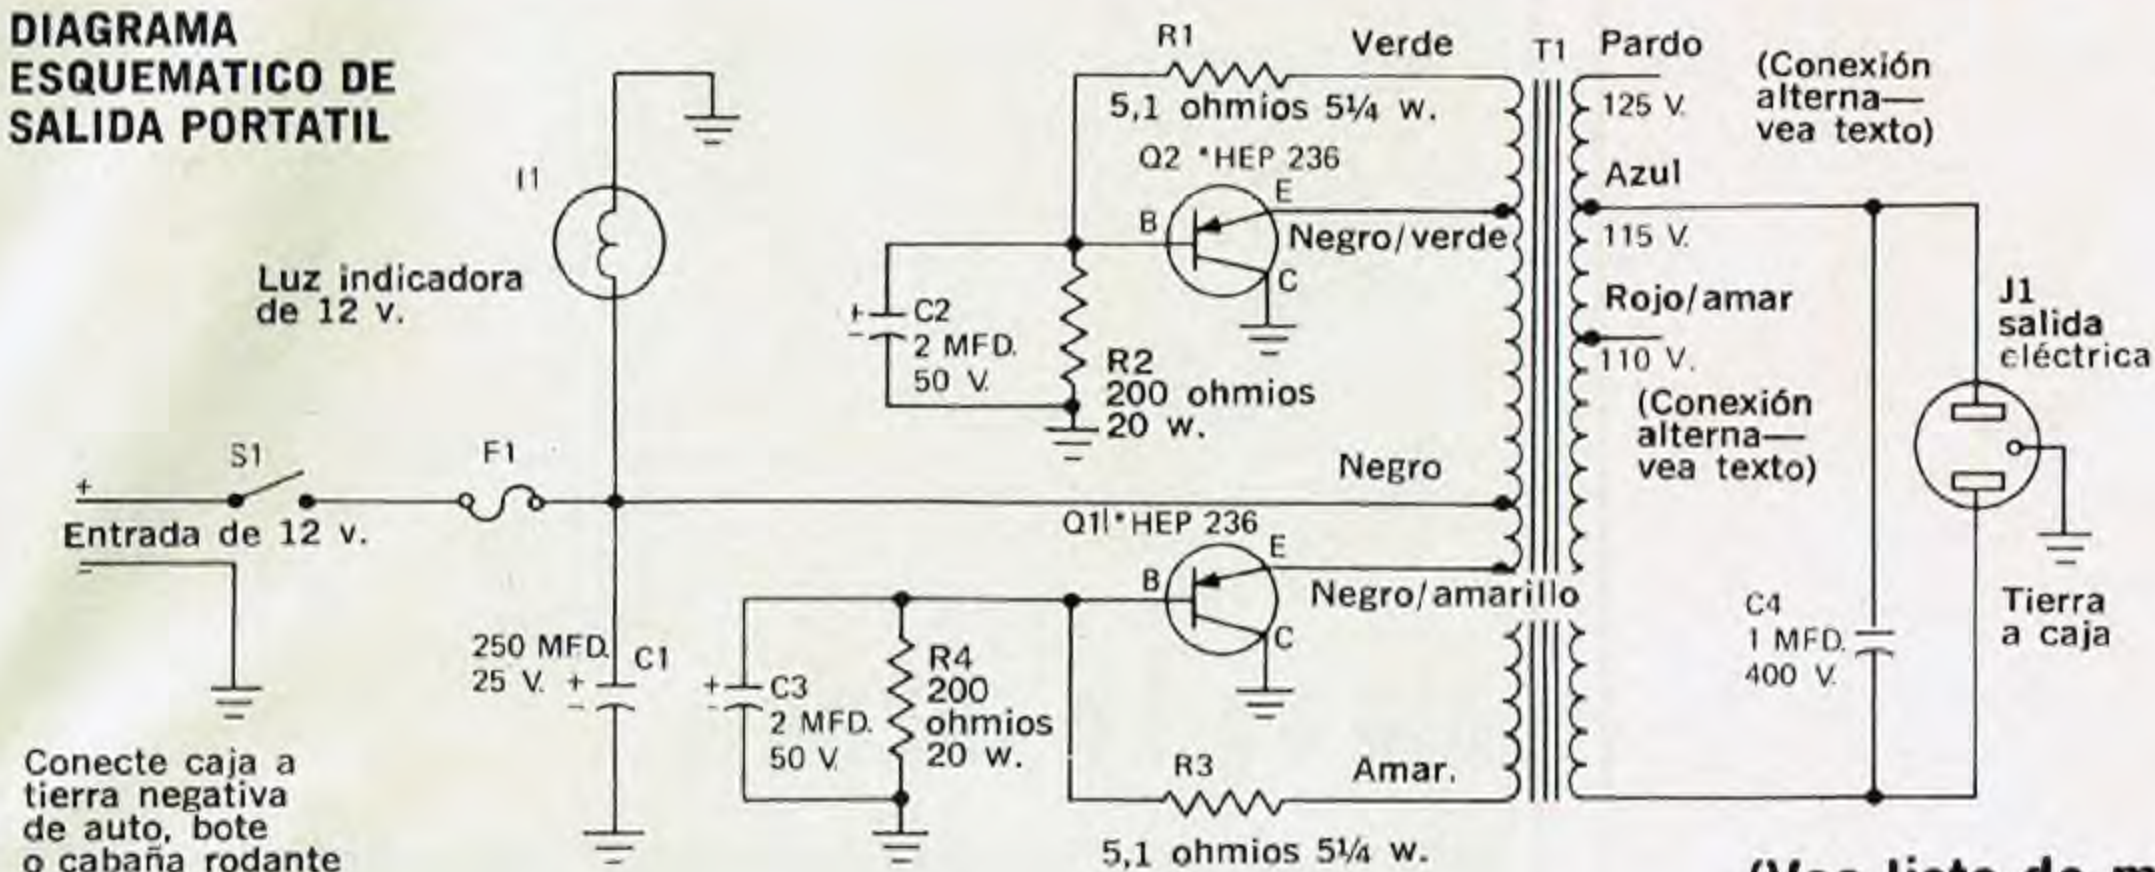 DIAGRAMA
ESQUEMATICO DE
SALIDA PORTATIL
I1
Luz indicadora
de 12 v.
R1
Verde
5,1 ohmios 5¼ w.
T1
Pardo
125 V.
(Conexión
alterna—
vea texto)
Q2 *HEP 236
B
E
C
Negro/verde
Azul
115 V.
Rojo/amar
110 V.
(Conexión
alterna—
vea texto)
J1
salida
eléctrica
+
-
C2
2 MFD.
50 V.
R2
200 ohmios
20 w.
S1
F1
+
Entrada de 12 v.
-
Negro
Q1 *HEP 236
B
E
C
Negro/amarillo
250 MFD.
25 V.
+
-
C1
+
-
C3
2 MFD.
50 V.
R4
200
ohmios
20 w.
R3
Amar.
5,1 ohmios 5¼ w.
C4
1 MFD.
400 V.
Tierra
a caja
Conecte caja a
tierra negativa
de auto, bote
o cabaña rodante